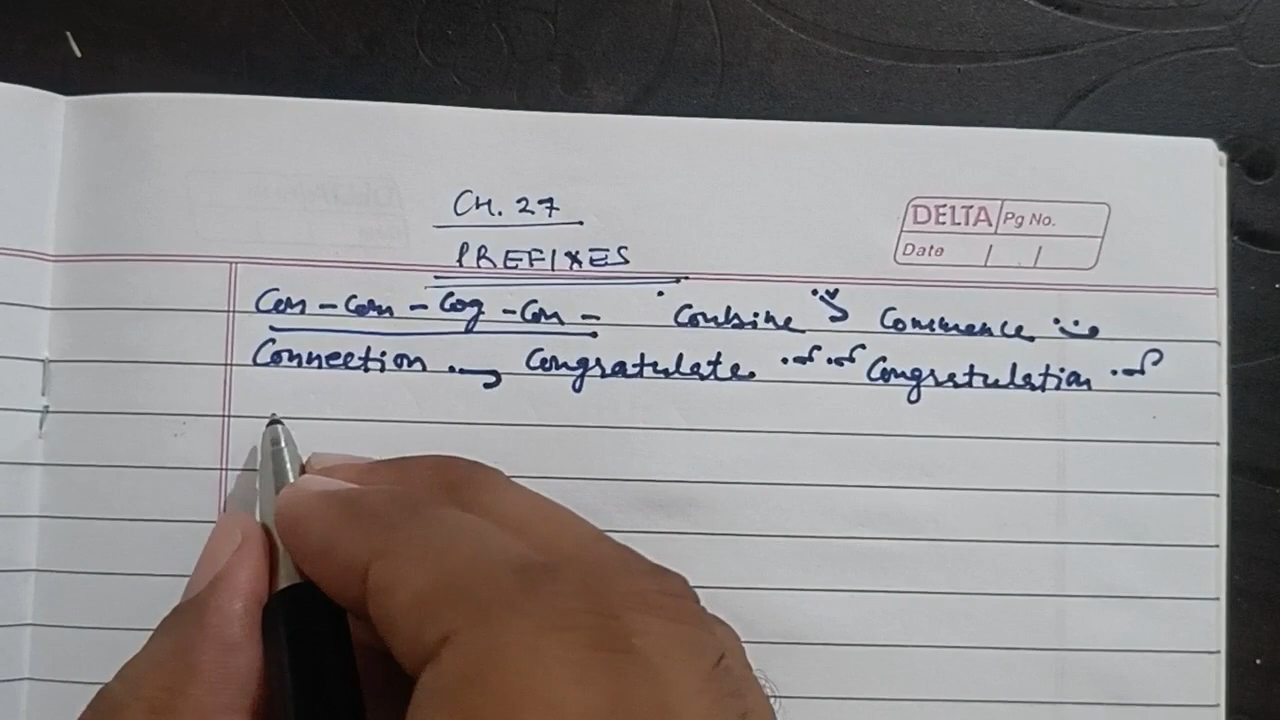 CH. 27
DELTA Pg No.
PREFIXES
Date / /
Con - Com - Cog - Con - Combine Commence
Connection Congratulate Congratulation